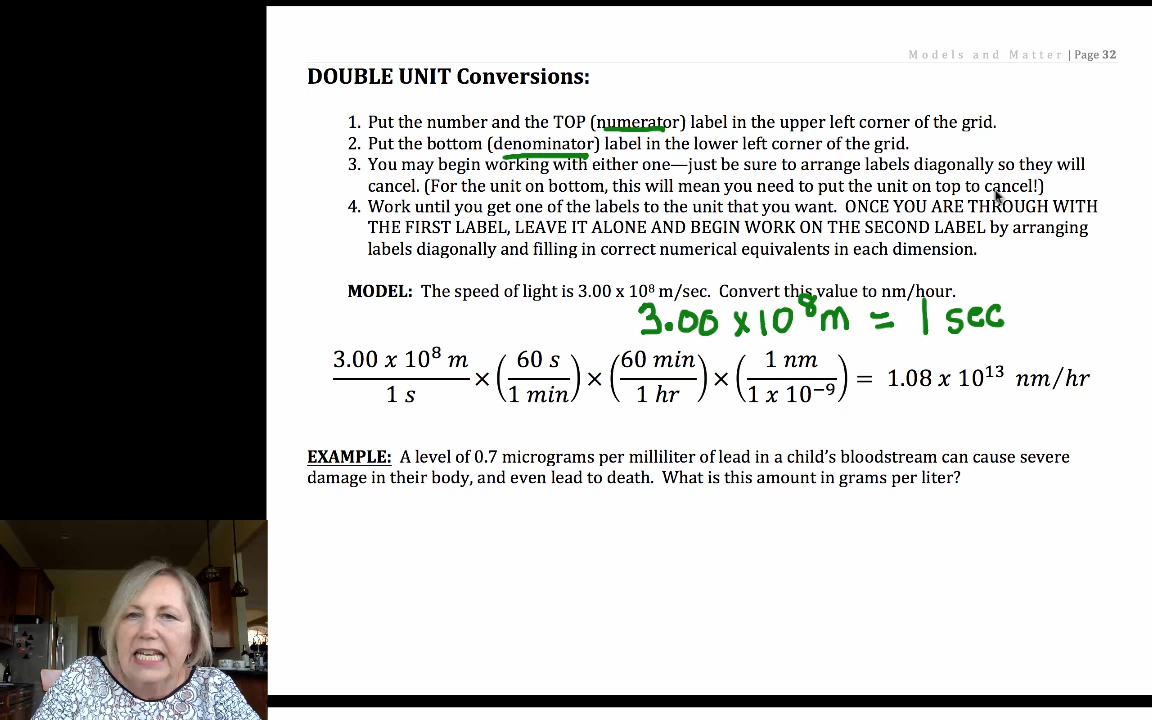 Models and Matter | Page 32
DOUBLE UNIT Conversions:
1. Put the number and the TOP (numerator) label in the upper left corner of the grid.
2. Put the bottom (denominator) label in the lower left corner of the grid.
3. You may begin working with either one—just be sure to arrange labels diagonally so they will
cancel. (For the unit on bottom, this will mean you need to put the unit on top to cancel!)
4. Work until you get one of the labels to the unit that you want. ONCE YOU ARE THROUGH WITH
THE FIRST LABEL, LEAVE IT ALONE AND BEGIN WORK ON THE SECOND LABEL by arranging
labels diagonally and filling in correct numerical equivalents in each dimension.
MODEL: The speed of light is 3.00 x 10⁸ m/sec. Convert this value to nm/hour.
3.00 x 10⁸ m = 1 sec
3.00 x 10⁸ m / 1 s × (60 s / 1 min) × (60 min / 1 hr) × (1 nm / 1 x 10⁻⁹) = 1.08 x 10¹³ nm/hr
EXAMPLE: A level of 0.7 micrograms per milliliter of lead in a child's bloodstream can cause severe
damage in their body, and even lead to death. What is this amount in grams per liter?